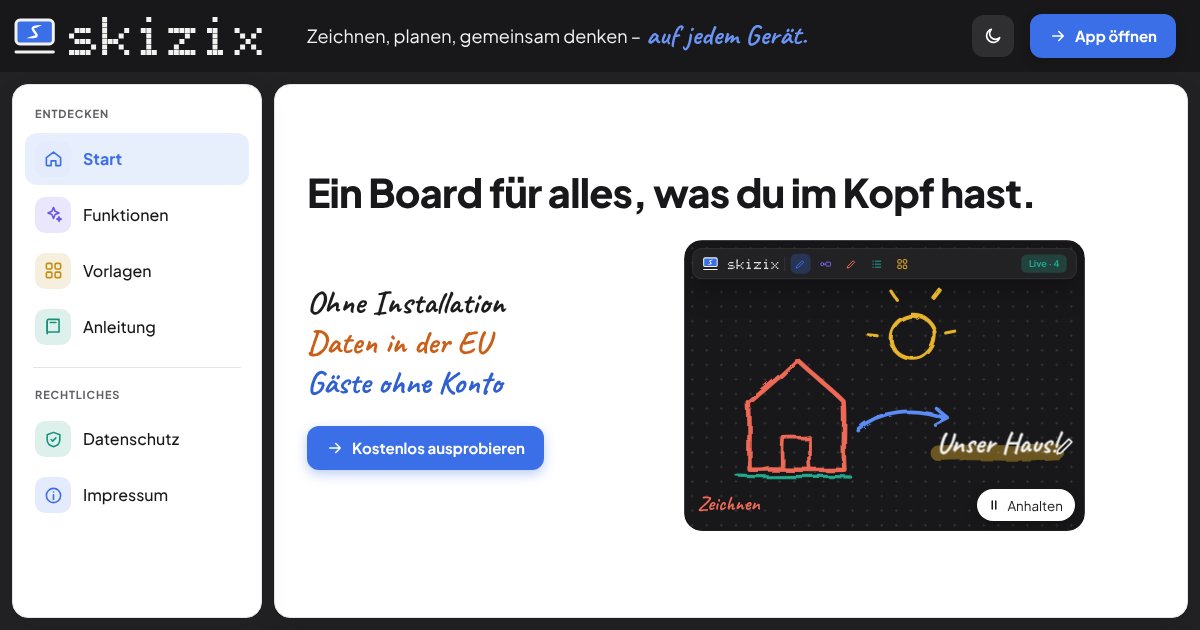 skizix
Zeichnen, planen, gemeinsam denken – auf jedem Gerät.
App öffnen
ENTDECKEN
Start
Funktionen
Vorlagen
Anleitung
RECHTLICHES
Datenschutz
Impressum
Ein Board für alles, was du im Kopf hast.
Ohne Installation
Daten in der EU
Gäste ohne Konto
Kostenlos ausprobieren
skizix
Live · 4
Unser Haus!
Zeichnen
Anhalten